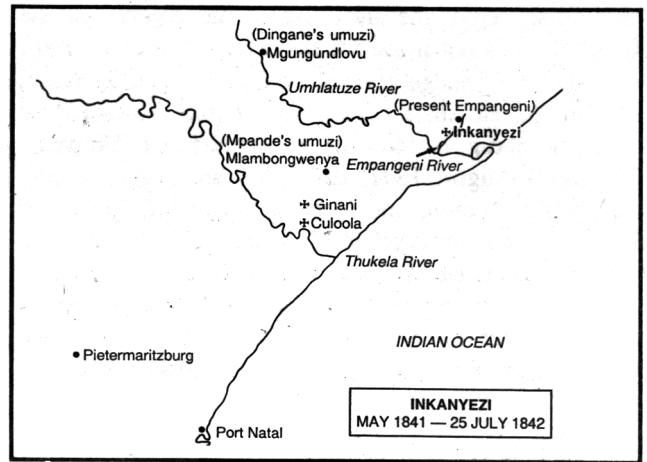 (Dingane's umuzi)
Mgungundlovu
Umhlatuze River
(Present Empangeni)
Inkanyezi
(Mpande's umuzi)
Mlambongwenya
Empangeni River
Ginani
Culoola
Thukela River
INDIAN OCEAN
Pietermaritzburg
INKANYEZI
MAY 1841 — 25 JULY 1842
Port Natal